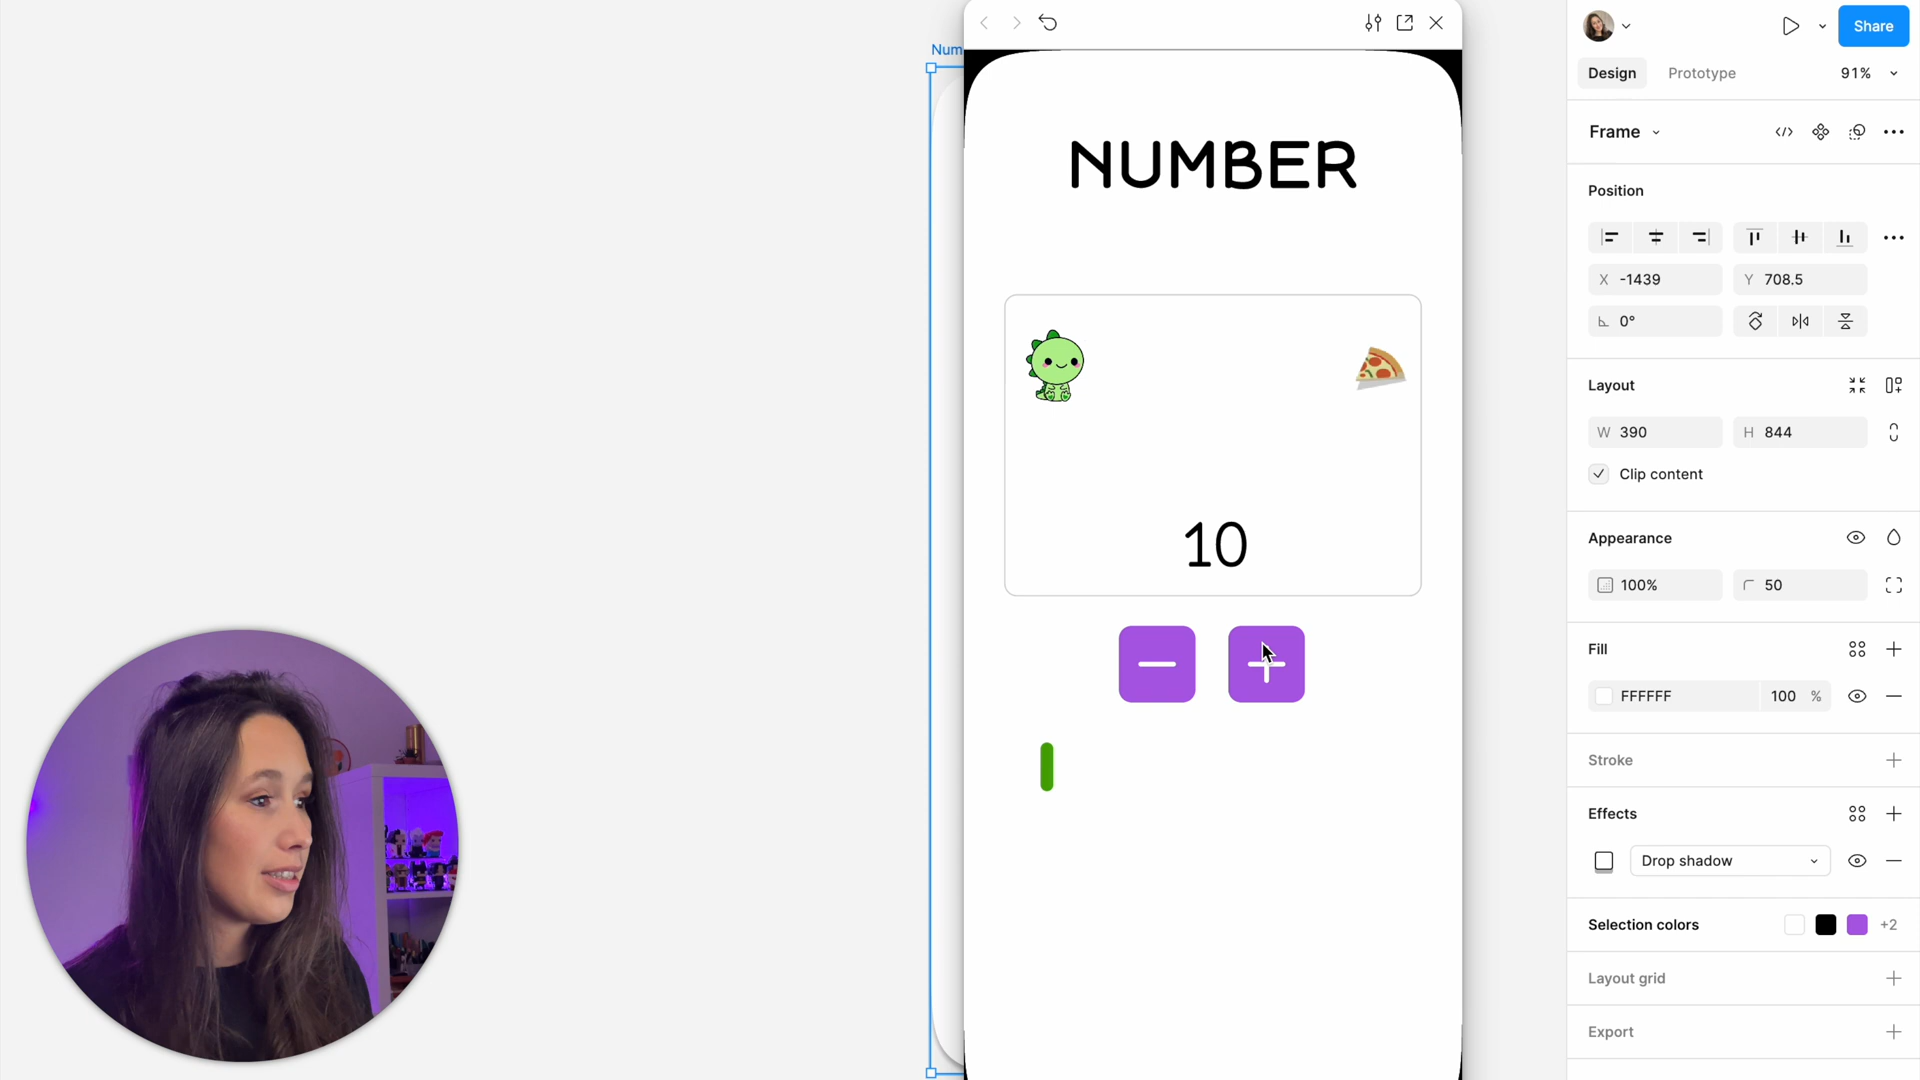 Num
NUMBER
10
Share
Design
Prototype
91%
Frame
Position
X -1439
Y 708.5
0°
Layout
W 390
H 844
Clip content
Appearance
100%
50
Fill
FFFFFF
100 %
Stroke
Effects
Drop shadow
Selection colors
+2
Layout grid
Export